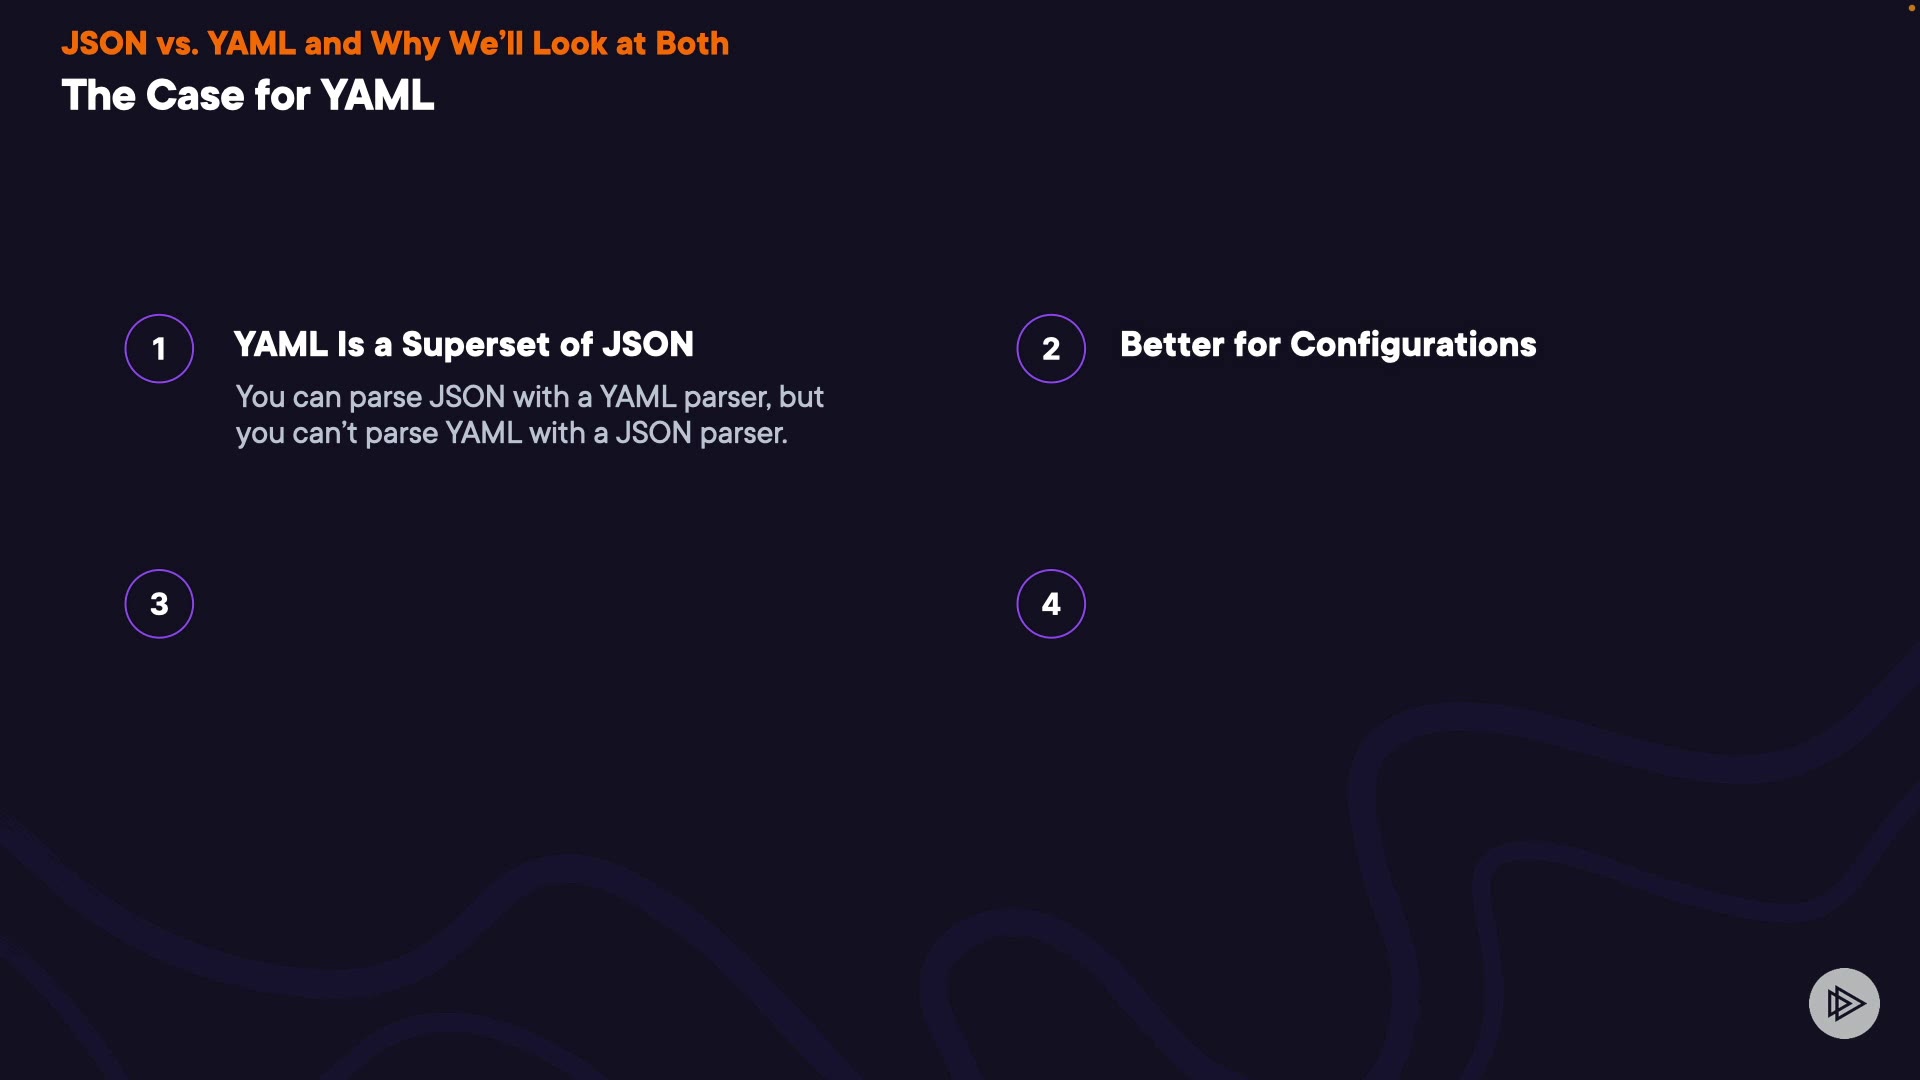 JSON vs. YAML and Why We’ll Look at Both
The Case for YAML
1
YAML Is a Superset of JSON
You can parse JSON with a YAML parser, but
you can’t parse YAML with a JSON parser.
2
Better for Configurations
3
4